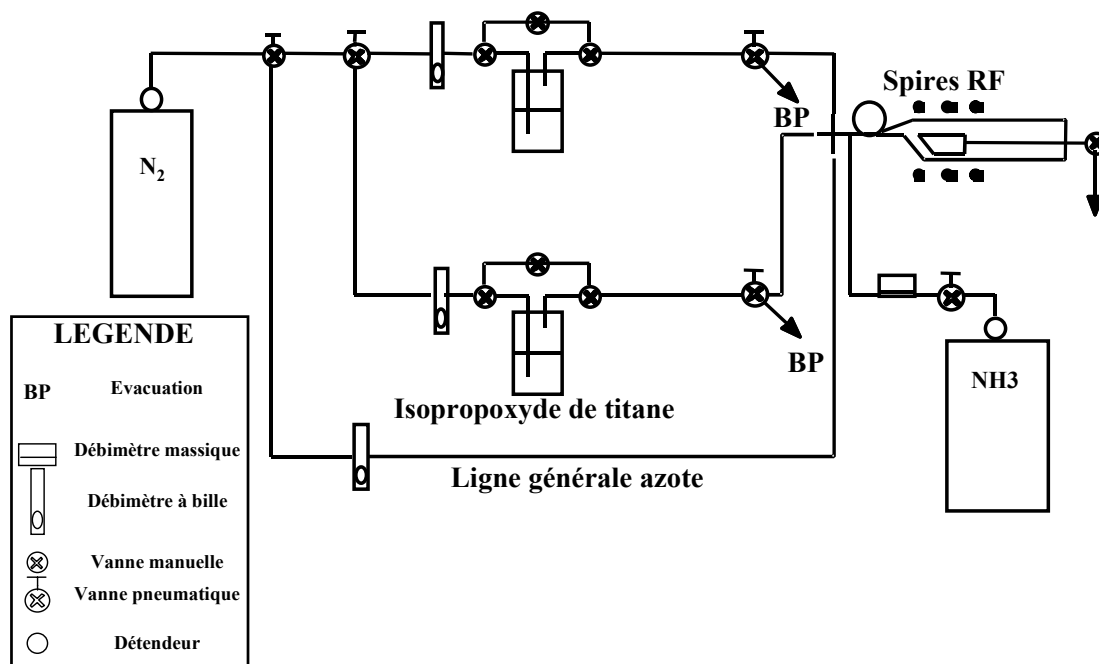 Spires RF
BP
N2
BP
NH3
Isopropoxyde de titane
Ligne générale azote
LEGENDE
BP Evacuation
Débimètre massique
Débimètre à bille
Vanne manuelle
Vanne pneumatique
Détendeur